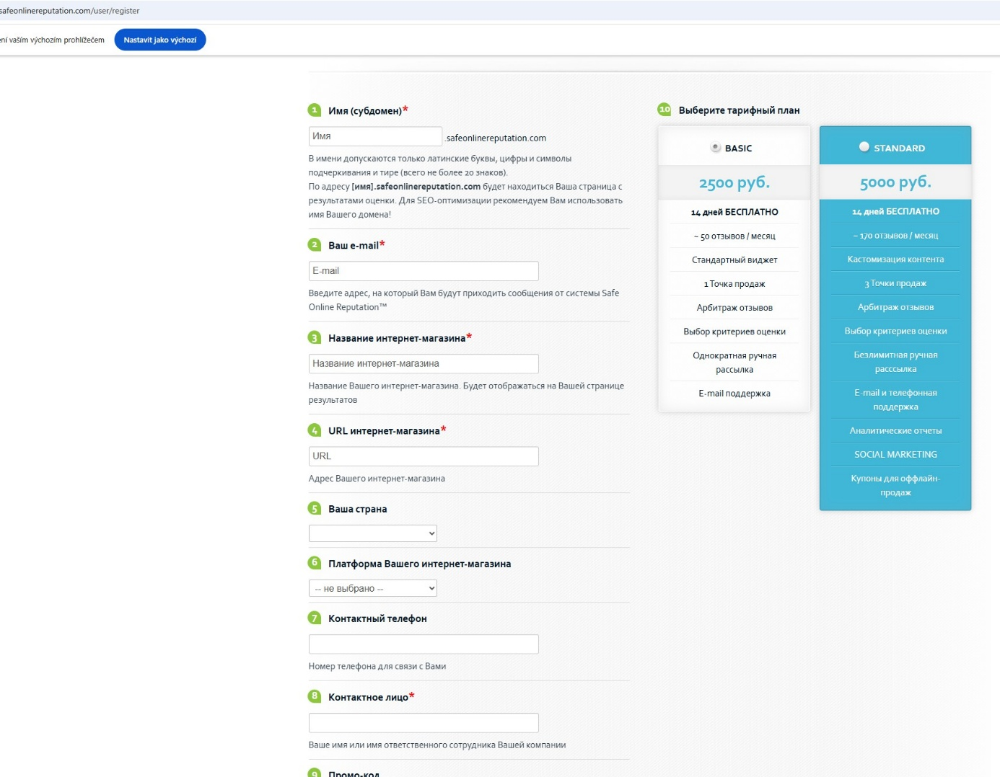 safeonlinereputation.com/user/register
ení vaším výchozím prohlížečem
Nastavit jako výchozí
1 Имя (субдомен)*
Имя
.safeonlinereputation.com
В имени допускаются только латинские буквы, цифры и символы
подчеркивания и тире (всего не более 20 знаков).
По адресу [имя].safeonlinereputation.com будет находиться Ваша страница с
результатами оценки. Для SEO-оптимизации рекомендуем Вам использовать
имя Вашего домена!
2 Ваш e-mail*
E-mail
Введите адрес, на который Вам будут приходить сообщения от системы Safe
Online Reputation™
3 Название интернет-магазина*
Название интернет-магазина
Название Вашего интернет-магазина. Будет отображаться на Вашей странице
результатов
4 URL интернет-магазина*
URL
Адрес Вашего интернет-магазина
5 Ваша страна
6 Платформа Вашего интернет-магазина
-- не выбрано --
7 Контактный телефон
Номер телефона для связи с Вами
8 Контактное лицо*
Ваше имя или имя ответственного сотрудника Вашей компании
9 Промо-код
10 Выберите тарифный план
BASIC
2500 руб.
14 дней БЕСПЛАТНО
~ 50 отзывов / месяц
Стандартный виджет
1 Точка продаж
Арбитраж отзывов
Выбор критериев оценки
Однократная ручная
рассылка
E-mail поддержка
STANDARD
5000 руб.
14 дней БЕСПЛАТНО
~ 170 отзывов / месяц
Кастомизация контента
3 Точки продаж
Арбитраж отзывов
Выбор критериев оценки
Безлимитная ручная
расссылка
E-mail и телефонная
поддержка
Аналитические отчеты
SOCIAL MARKETING
Купоны для оффлайн-
продаж